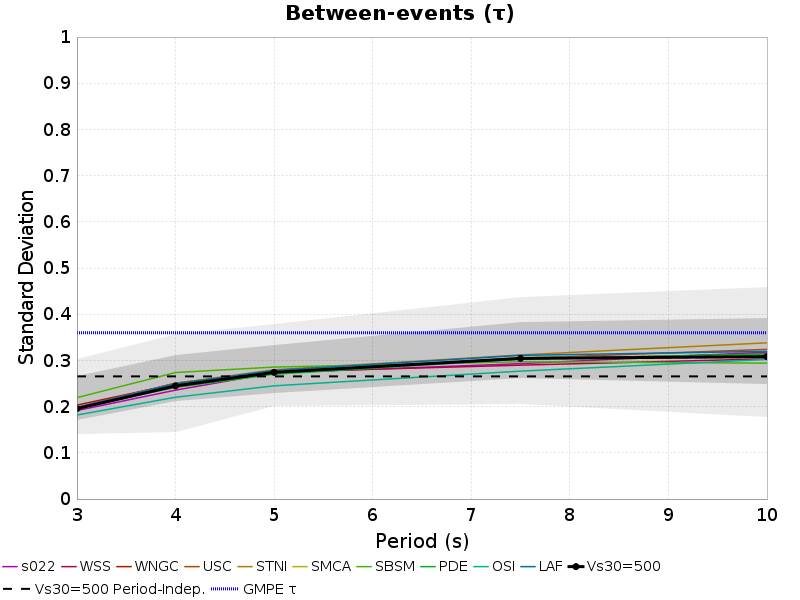 Between-events (τ)
1
0.9
0.8
0.7
0.6
0.5
0.4
0.3
0.2
0.1
0
Standard Deviation
3 4 5 6 7 8 9 10
Period (s)
s022 WSS WNGC USC STNI SMCA SBSM PDE OSI LAF Vs30=500
Vs30=500 Period-Indep. GMPE τ